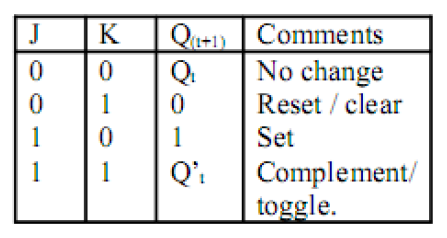 J K Q(t+1) Comments
0 0 Qt No change
0 1 0 Reset / clear
1 0 1 Set
1 1 Q’t Complement/
toggle.